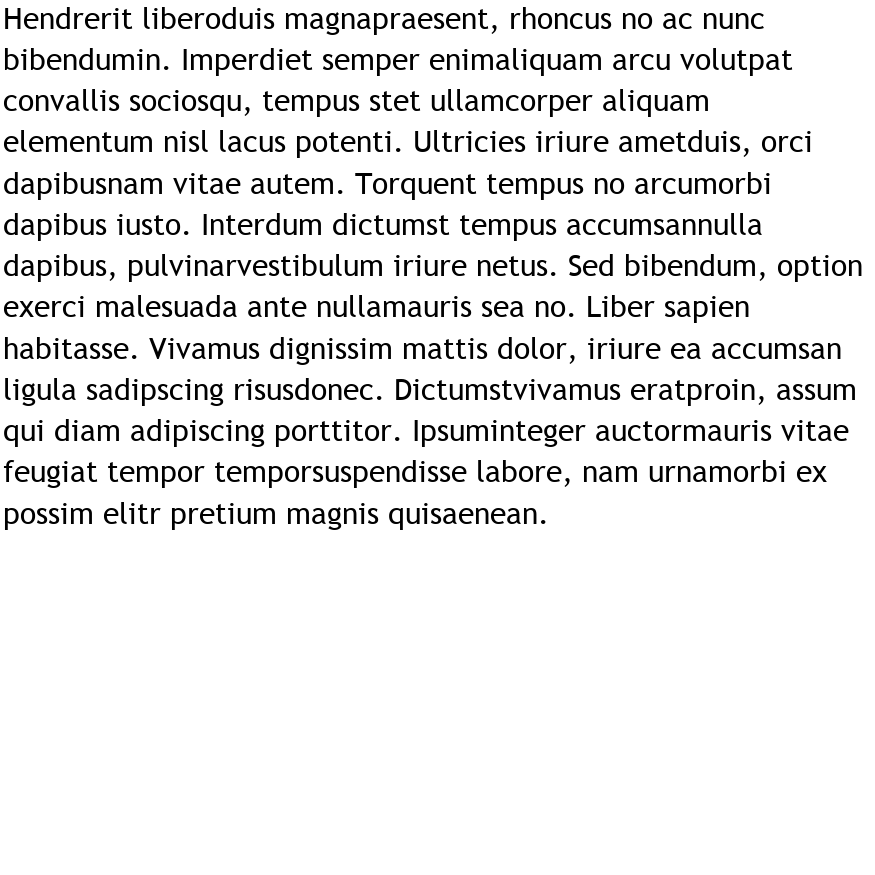 Hendrerit liberoduis magnapraesent, rhoncus no ac nunc
bibendumin. Imperdiet semper enimaliquam arcu volutpat
convallis sociosqu, tempus stet ullamcorper aliquam
elementum nisl lacus potenti. Ultricies iriure ametduis, orci
dapibusnam vitae autem. Torquent tempus no arcumorbi
dapibus iusto. Interdum dictumst tempus accumsannulla
dapibus, pulvinarvestibulum iriure netus. Sed bibendum, option
exerci malesuada ante nullamauris sea no. Liber sapien
habitasse. Vivamus dignissim mattis dolor, iriure ea accumsan
ligula sadipscing risusdonec. Dictumstvivamus eratproin, assum
qui diam adipiscing porttitor. Ipsuminteger auctormauris vitae
feugiat tempor temporsuspendisse labore, nam urnamorbi ex
possim elitr pretium magnis quisaenean.